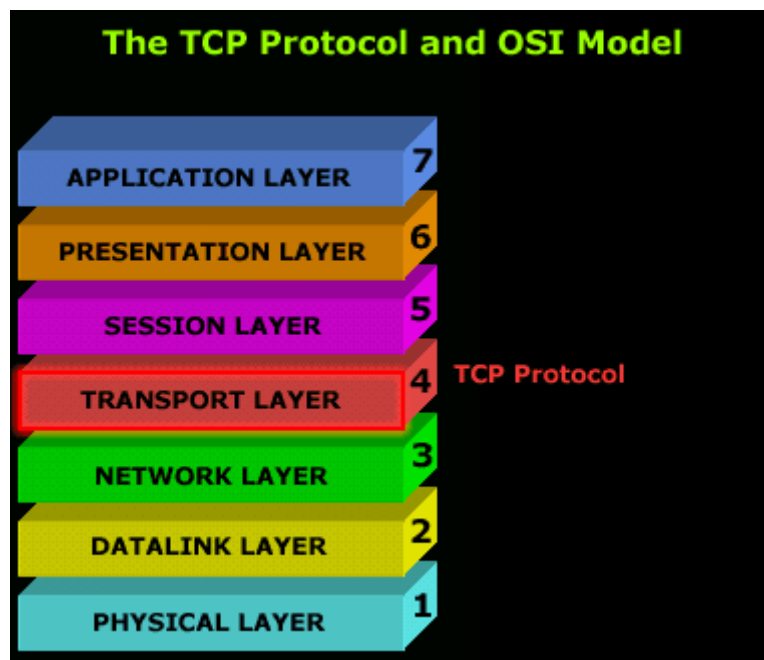 The TCP Protocol and OSI Model
APPLICATION LAYER 7
PRESENTATION LAYER 6
SESSION LAYER 5
TRANSPORT LAYER 4 TCP Protocol
NETWORK LAYER 3
DATALINK LAYER 2
PHYSICAL LAYER 1